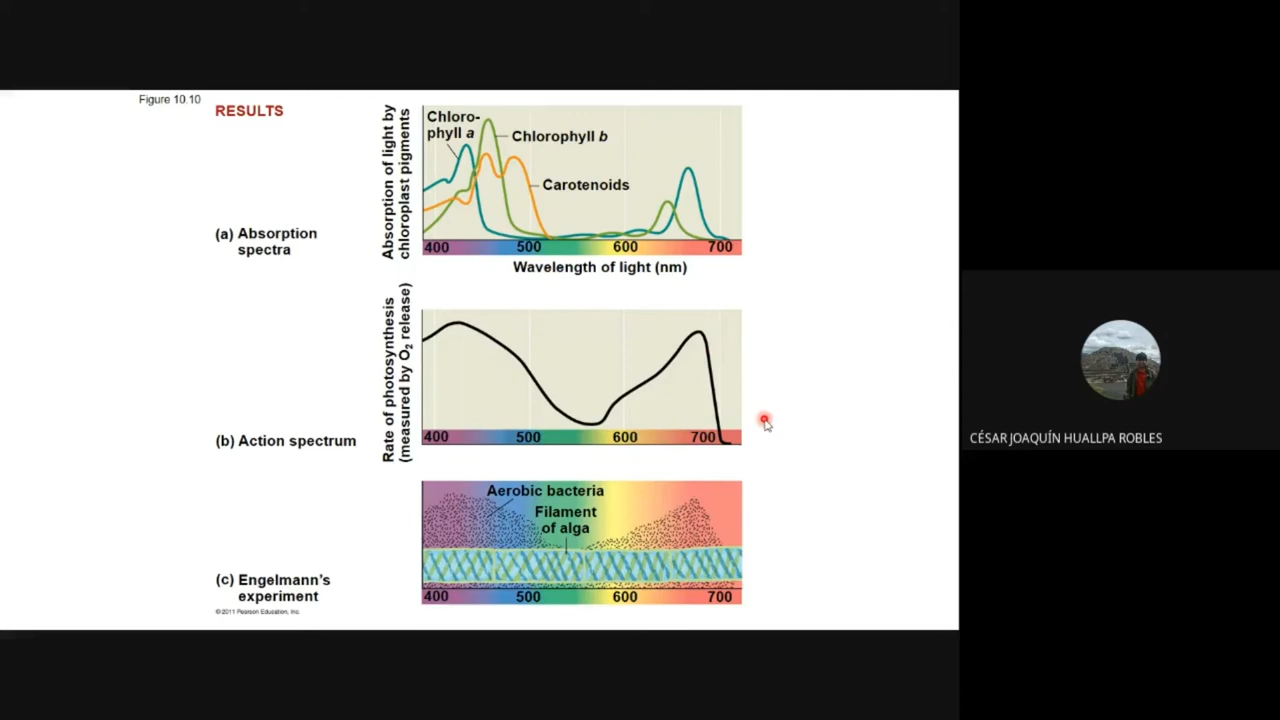 Figure 10.10
RESULTS
Absorption of light by
chloroplast pigments
Chloro-
phyll a
Chlorophyll b
Carotenoids
(a) Absorption
spectra
400 500 600 700
Wavelength of light (nm)
Rate of photosynthesis
(measured by O₂ release)
(b) Action spectrum
400 500 600 700
Aerobic bacteria
Filament
of alga
(c) Engelmann's
experiment
400 500 600 700
© 2011 Pearson Education, Inc.
CÉSAR JOAQUÍN HUALLPA ROBLES